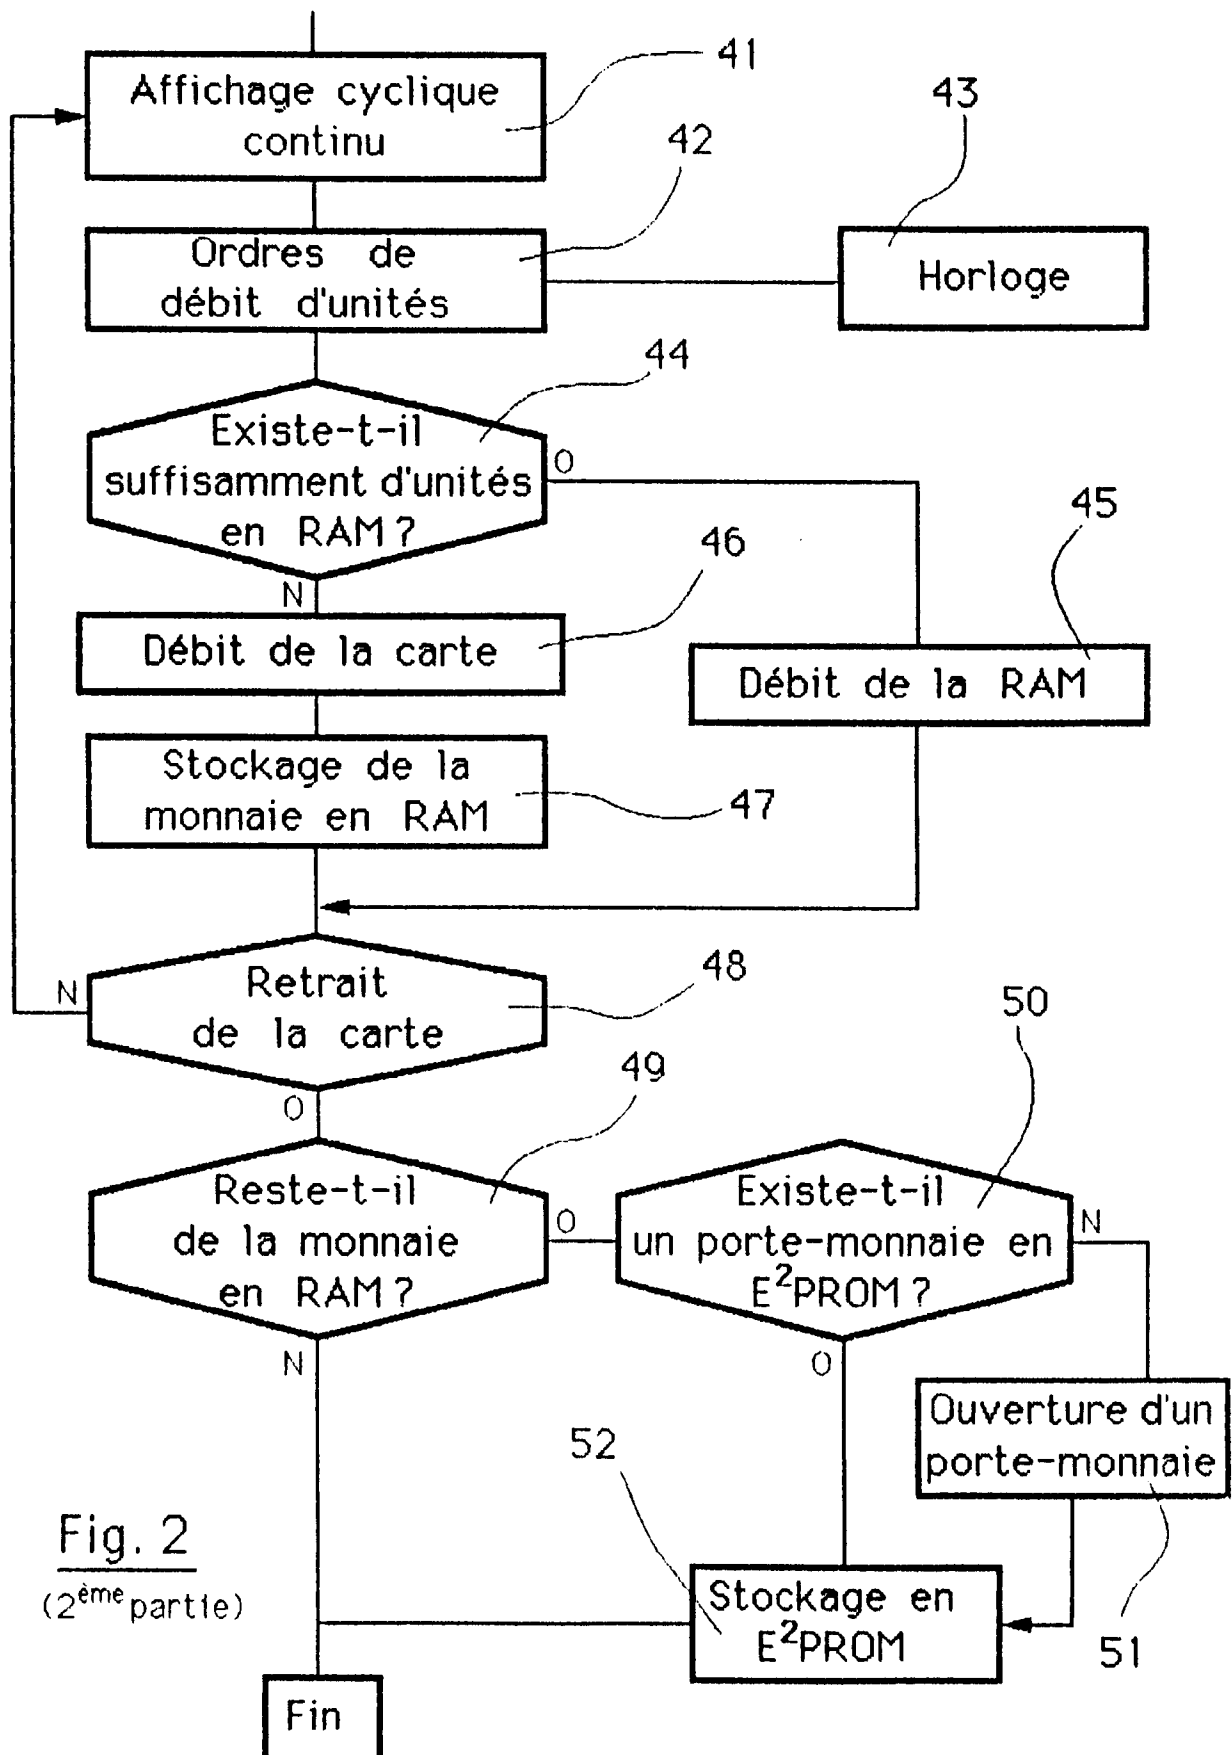 41
Affichage cyclique
continu
43
42
Ordres de
débit d'unités
Horloge
44
Existe-t-il
suffisamment d'unités
en RAM ?
O
N
45
46
Débit de la carte
Débit de la RAM
Stockage de la
monnaie en RAM
47
N
Retrait
de la carte
48
O
50
49
Reste-t-il
de la monnaie
en RAM ?
O
N
Existe-t-il
un porte-monnaie en
E²PROM ?
N
O
Ouverture d'un
porte-monnaie
52
Stockage en
E²PROM
51
Fig. 2
(2ème partie)
Fin